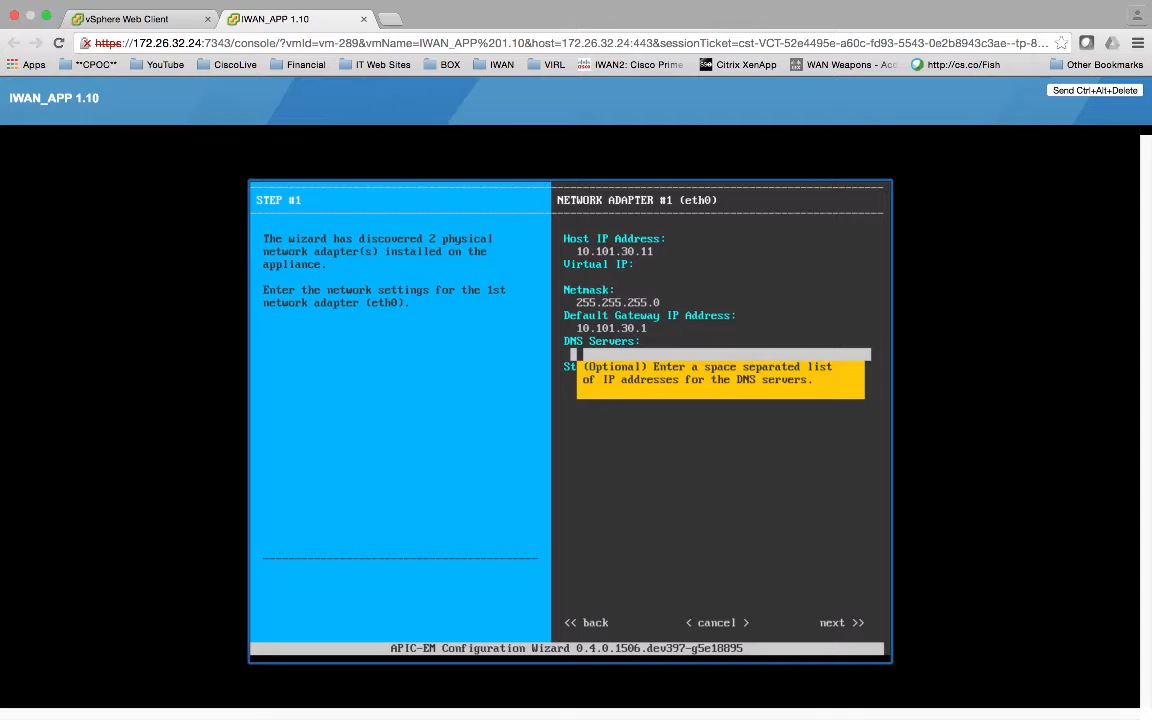 vSphere Web Client
IWAN_APP 1.10
https://172.26.32.24:7343/console/?vmId=vm-289&vmName=IWAN_APP%201.10&host=172.26.32.24:443&sessionTicket=cst-VCT-52e4495e-a60c-fd93-5543-0e2b8943c3ae--tp-8...
Apps
**CPOC**
YouTube
CiscoLive
Financial
IT Web Sites
BOX
IWAN
VIRL
IWAN2: Cisco Prime
Citrix XenApp
WAN Weapons - Acc
http://cs.co/Fish
Other Bookmarks
IWAN_APP 1.10
Send Ctrl+Alt+Delete
STEP #1
The wizard has discovered 2 physical
network adapter(s) installed on the
appliance.
Enter the network settings for the 1st
network adapter (eth0).
NETWORK ADAPTER #1 (eth0)
Host IP Address:
10.101.30.11
Virtual IP:
Netmask:
255.255.255.0
Default Gateway IP Address:
10.101.30.1
DNS Servers:
St
(Optional) Enter a space separated list
of IP addresses for the DNS servers.
<< back
< cancel >
next >>
APIC-EM Configuration Wizard 0.4.0.1506.dev397-g5e18895